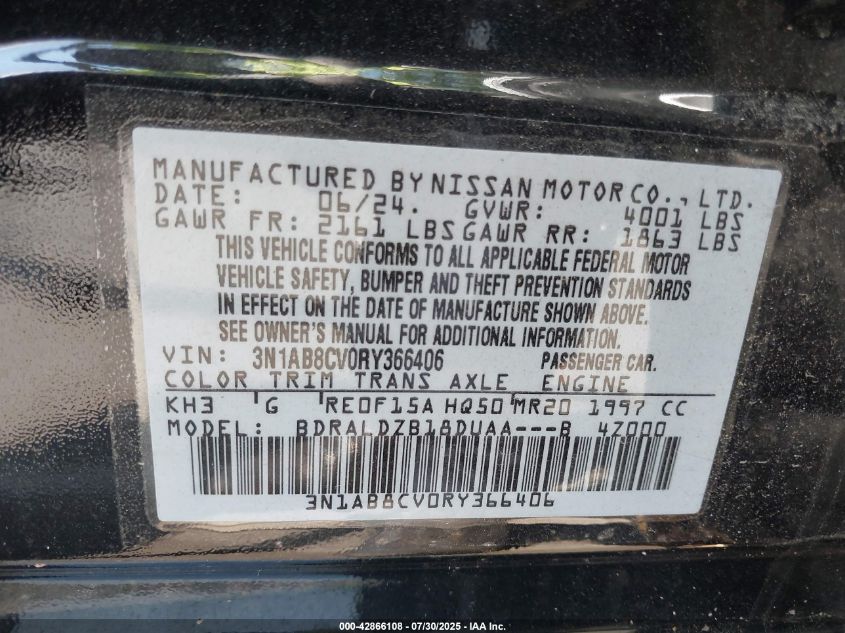 MANUFACTURED BY NISSAN MOTOR CO., LTD.
DATE: 06/24. GVWR: 4001 LBS
GAWR FR: 2161 LBS GAWR RR: 1863 LBS
THIS VEHICLE CONFORMS TO ALL APPLICABLE FEDERAL MOTOR
VEHICLE SAFETY, BUMPER AND THEFT PREVENTION STANDARDS
IN EFFECT ON THE DATE OF MANUFACTURE SHOWN ABOVE.
SEE OWNER'S MANUAL FOR ADDITIONAL INFORMATION.
VIN: 3N1AB8CV0RY366406 PASSENGER CAR.
COLOR TRIM TRANS AXLE ENGINE
KH3 G RE0F15A HQ50 MR20 1997 CC
MODEL: BDRALDZB18DUAA---B 4Z000
3N1AB8CV0RY366406
000-42866108 / 07/30/2025 - IAA Inc.